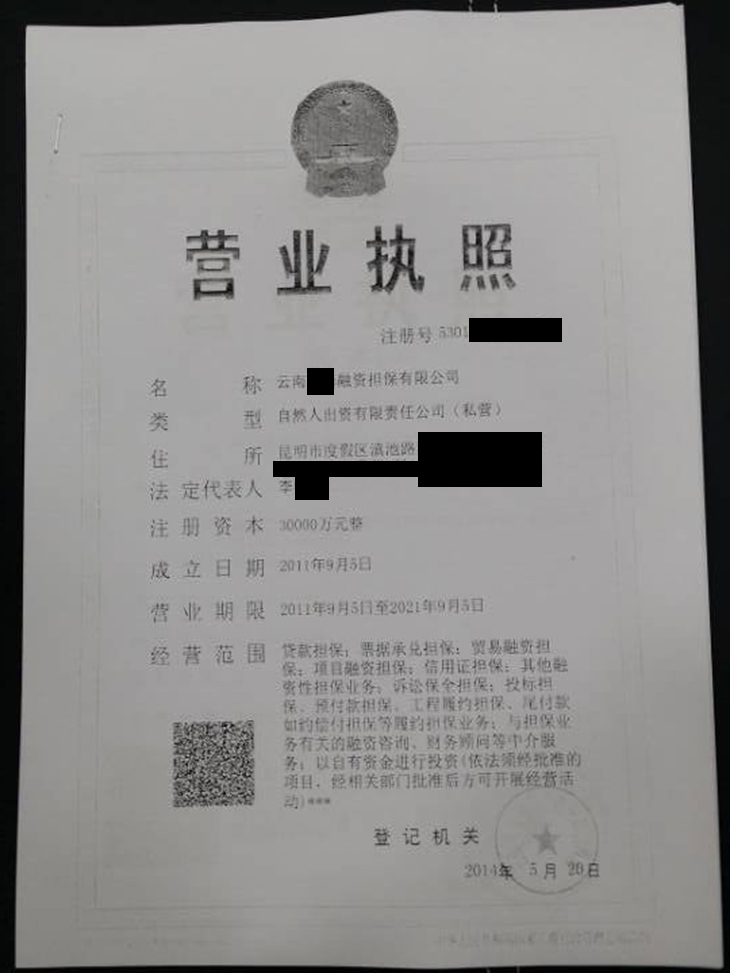 营业执照
注册号 5301
名称 云南 融资担保有限公司
类型 自然人出资有限责任公司（私营）
住所 昆明市度假区滇池路
法定代表人 李
注册资本 30000万元整
成立日期 2011年9月5日
营业期限 2011年9月5日至2021年9月5日
经营范围 贷款担保；票据承兑担保；贸易融资担
保；项目融资担保；信用证担保；其他融
资性担保业务；诉讼保全担保；投标担
保、预付款担保、工程履约担保、尾付款
如约偿付担保等履约担保业务；与担保业
务有关的融资咨询、财务顾问等中介服
务；以自有资金进行投资(依法须经批准的
项目，经相关部门批准后方可开展经营活
动)***
登记机关
2014年 5月 26日